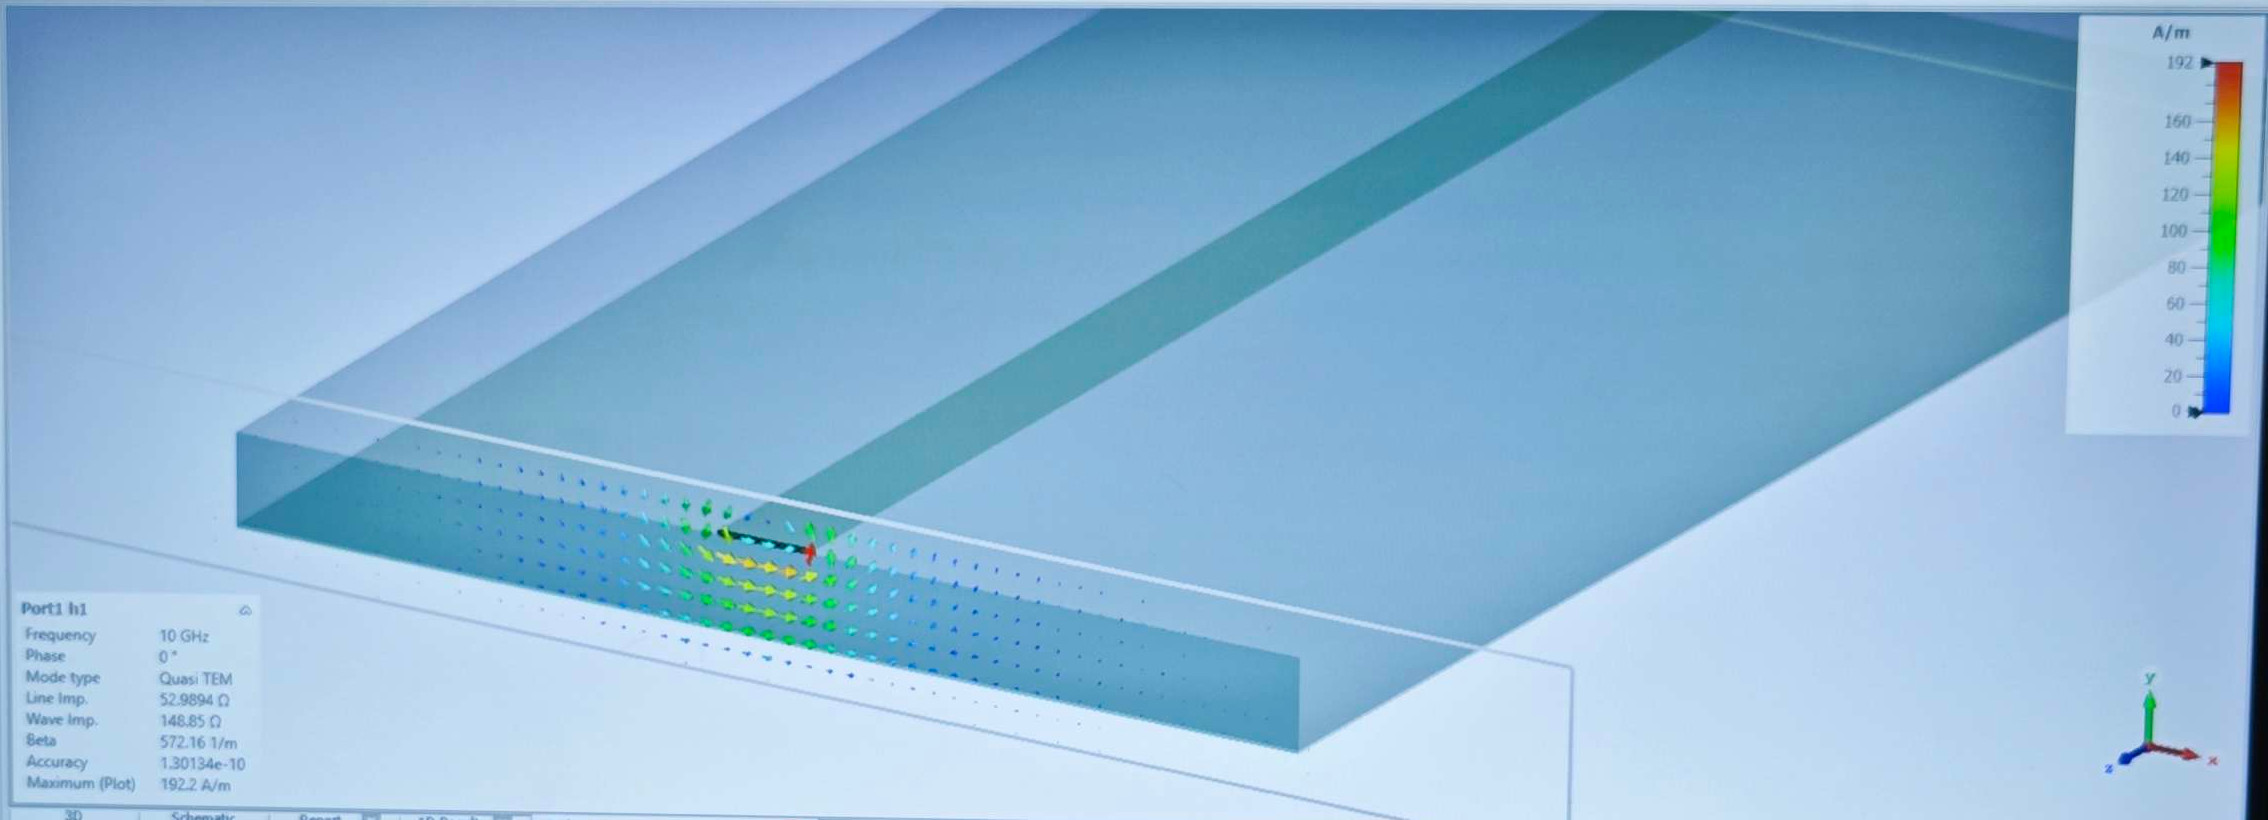 A/m
192
160
140
120
100
80
60
40
20
0
Port1 h1
Frequency 10 GHz
Phase 0°
Mode type Quasi TEM
Line Imp. 52.9894 Ω
Wave Imp. 148.85 Ω
Beta 572.16 1/m
Accuracy 1.30134e-10
Maximum (Plot) 192.2 A/m
y
x
z
3D Schematic